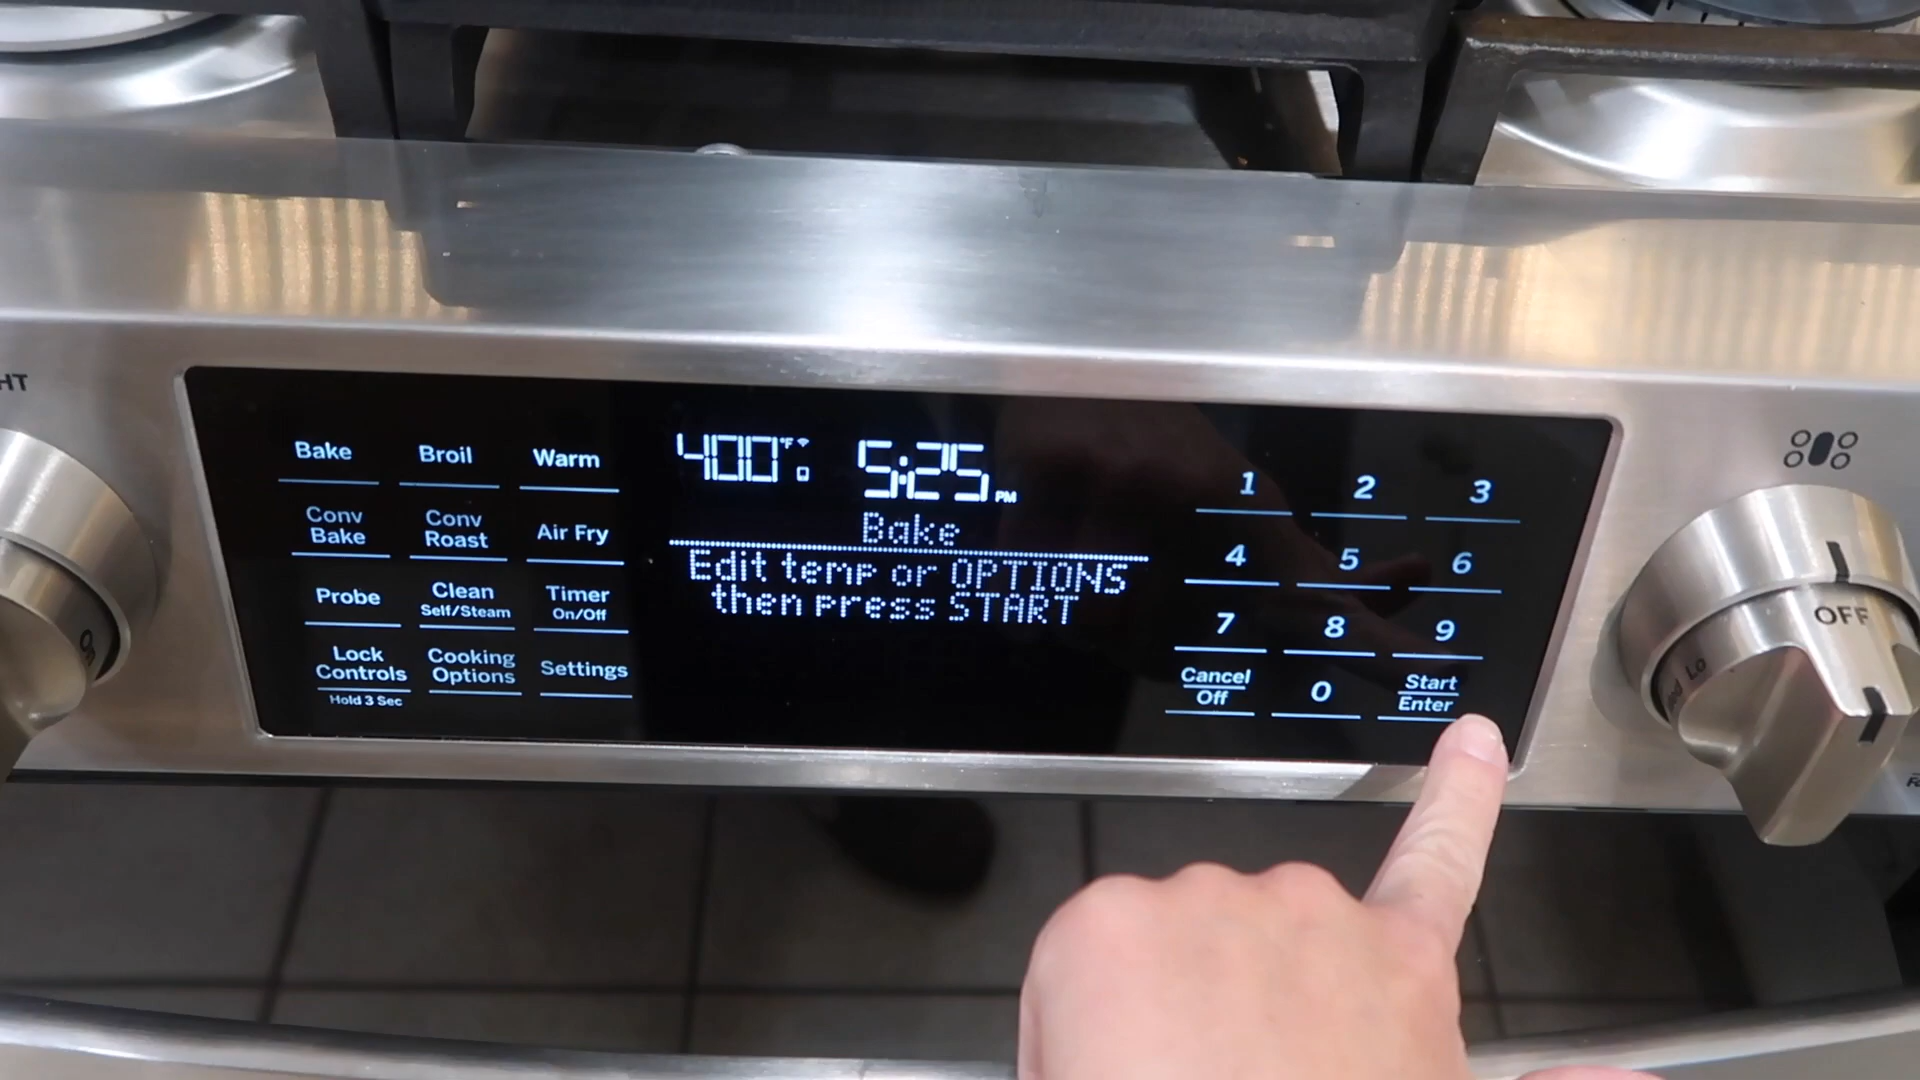 HT
Bake Broil Warm
Conv Bake
Conv Roast
Air Fry
Probe
Clean
Self/Steam
Timer
On/Off
Lock Controls
Hold 3 Sec
Cooking Options
Settings
400°F 5:25 PM
Bake
Edit temp or OPTIONS
then press START
1 2 3
4 5 6
7 8 9
Cancel
Off
0
Start
Enter
OFF
Lo
On